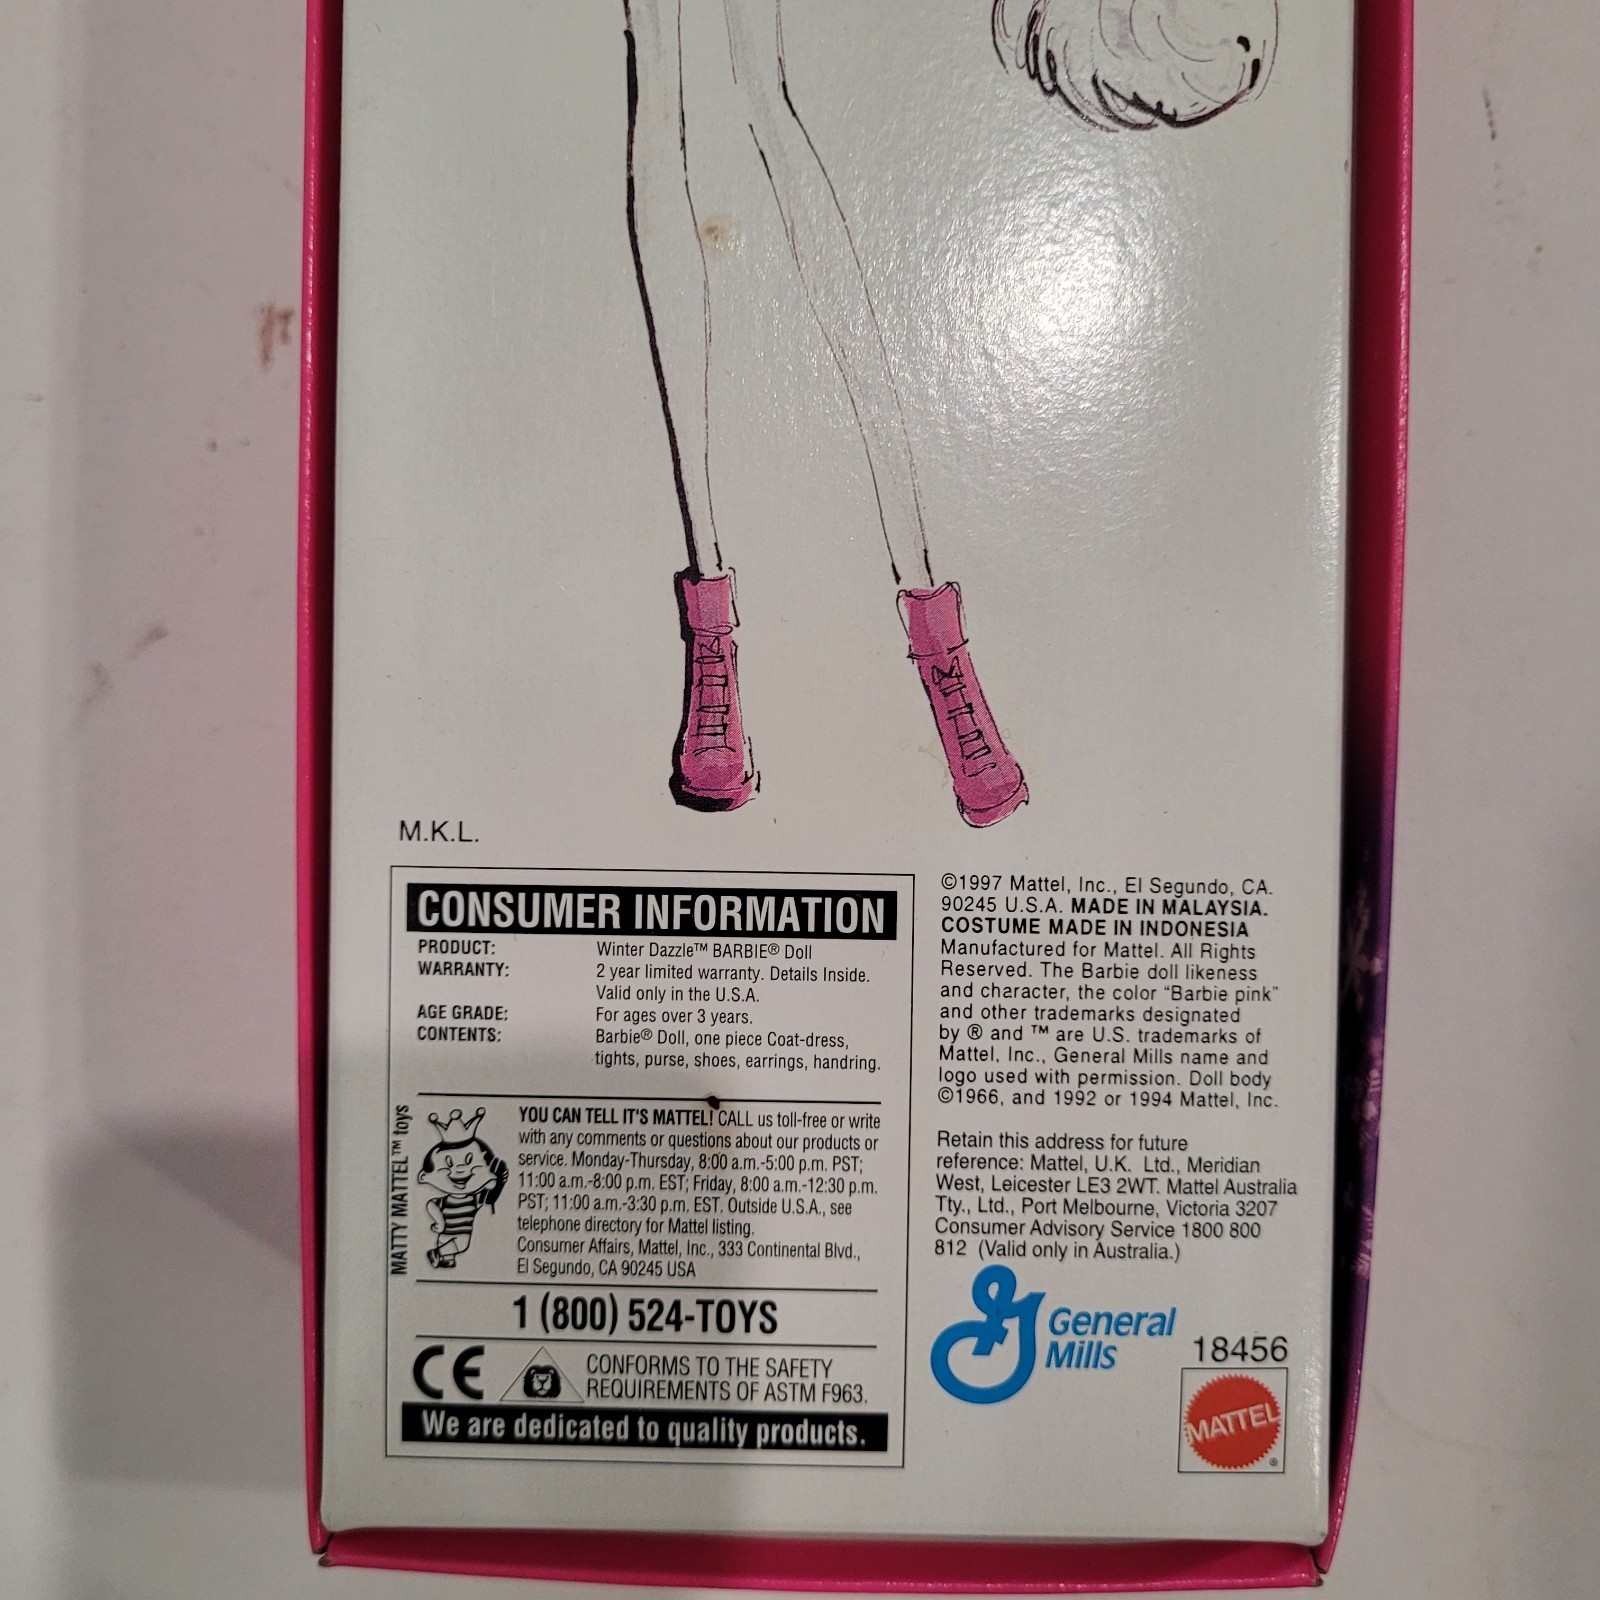 M.K.L.
CONSUMER INFORMATION
PRODUCT: Winter Dazzle™ BARBIE® Doll
WARRANTY: 2 year limited warranty. Details Inside.
Valid only in the U.S.A.
AGE GRADE: For ages over 3 years.
CONTENTS: Barbie® Doll, one piece Coat-dress,
tights, purse, shoes, earrings, handring.
MATTY MATTEL™ toys
YOU CAN TELL IT'S MATTEL! CALL us toll-free or write
with any comments or questions about our products or
service. Monday-Thursday, 8:00 a.m.-5:00 p.m. PST;
11:00 a.m.-8:00 p.m. EST; Friday, 8:00 a.m.-12:30 p.m.
PST; 11:00 a.m.-3:30 p.m. EST. Outside U.S.A., see
telephone directory for Mattel listing.
Consumer Affairs, Mattel, Inc., 333 Continental Blvd.,
El Segundo, CA 90245 USA
1 (800) 524-TOYS
CE
CONFORMS TO THE SAFETY
REQUIREMENTS OF ASTM F963.
We are dedicated to quality products.
©1997 Mattel, Inc., El Segundo, CA.
90245 U.S.A. MADE IN MALAYSIA.
COSTUME MADE IN INDONESIA
Manufactured for Mattel. All Rights
Reserved. The Barbie doll likeness
and character, the color “Barbie pink”
and other trademarks designated
by ® and ™ are U.S. trademarks of
Mattel, Inc., General Mills name and
logo used with permission. Doll body
©1966, and 1992 or 1994 Mattel, Inc.
Retain this address for future
reference: Mattel, U.K. Ltd., Meridian
West, Leicester LE3 2WT. Mattel Australia
Tty., Ltd., Port Melbourne, Victoria 3207
Consumer Advisory Service 1800 800
812 (Valid only in Australia.)
G
General
Mills
18456
MATTEL
®